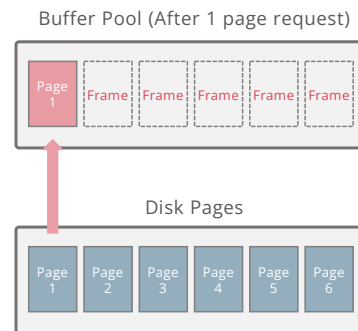 Buffer Pool (After 1 page request)
Page
1
Frame
Frame
Frame
Frame
Frame
Disk Pages
Page
1
Page
2
Page
3
Page
4
Page
5
Page
6